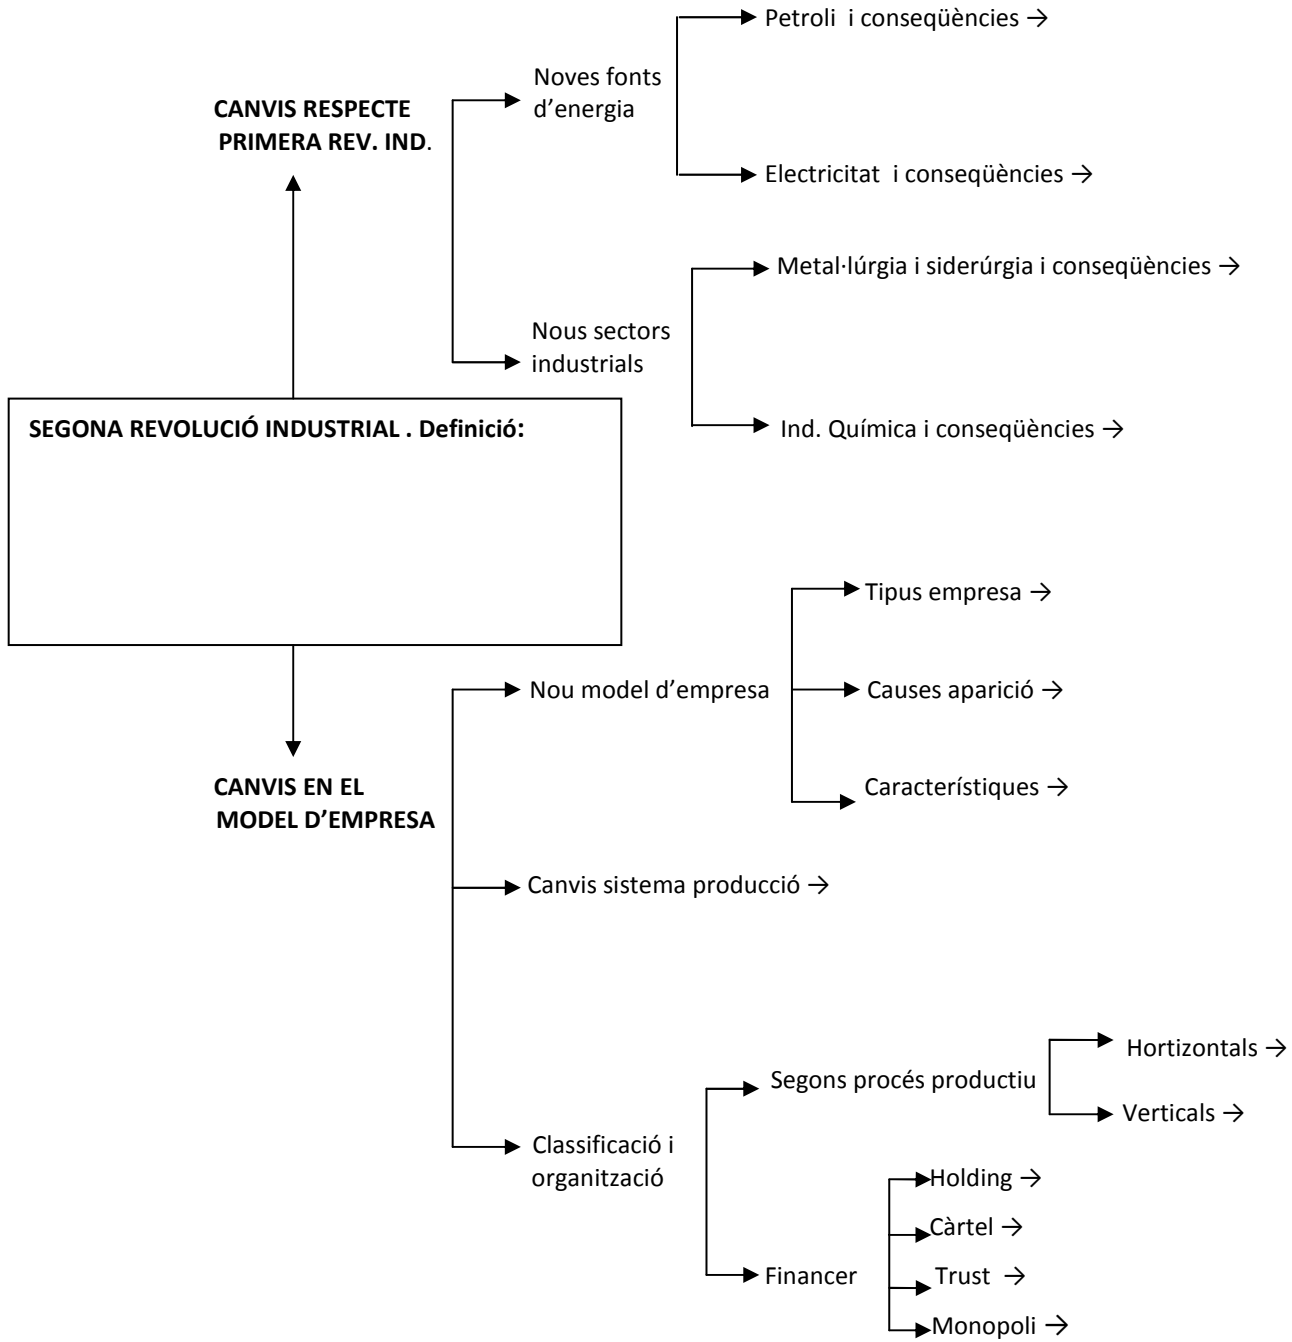 Petroli i conseqüències →
Noves fonts
d’energia
CANVIS RESPECTE
PRIMERA REV. IND.
Electricitat i conseqüències →
Metal·lúrgia i siderúrgia i conseqüències →
Nous sectors
industrials
Ind. Química i conseqüències →
SEGONA REVOLUCIÓ INDUSTRIAL . Definició:
Tipus empresa →
Nou model d’empresa
Causes aparició →
Característiques →
CANVIS EN EL
MODEL D’EMPRESA
Canvis sistema producció →
Hortizontals →
Segons procés productiu
Verticals →
Classificació i
organització
Holding →
Càrtel →
Financer
Trust →
Monopoli →